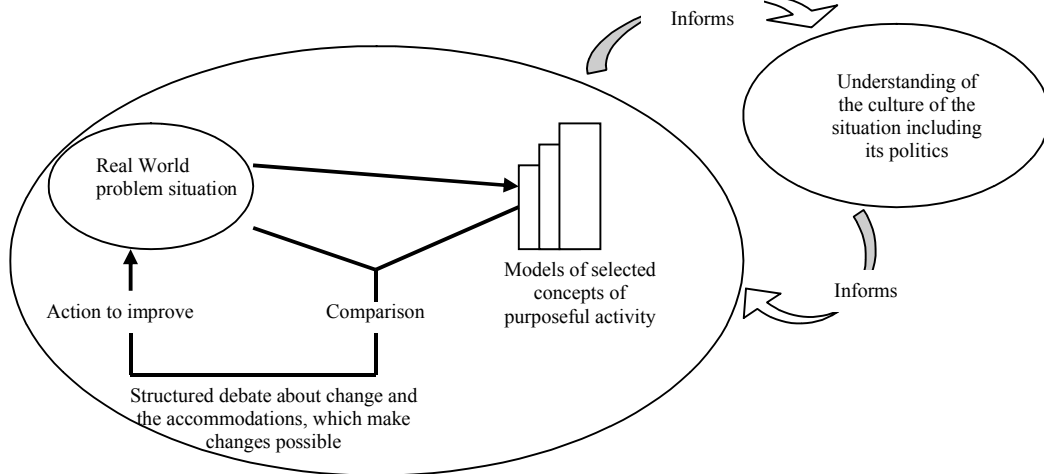 Informs
Understanding of
the culture of the
situation including
its politics
Real World
problem situation
Models of selected
concepts of
purposeful activity
Informs
Action to improve
Comparison
Structured debate about change and
the accommodations, which make
changes possible